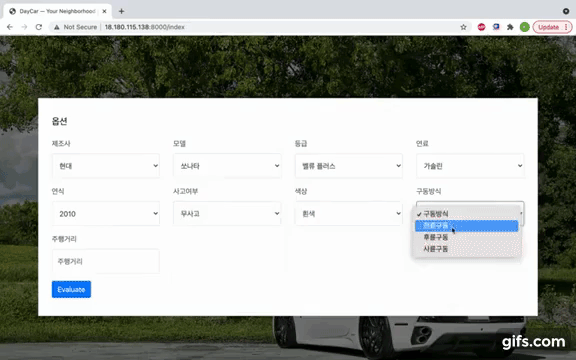 DayCar — Your Neighborhood
Not Secure | 18.180.115.138:8000/index
Update
옵션
제조사 모델 등급 연료
현대 쏘나타 밸류 플러스 가솔린
연식 사고여부 색상 구동방식
2010 무사고 흰색 ✓ 구동방식
전륜구동
후륜구동
사륜구동
주행거리
주행거리
Evaluate
gifs.com